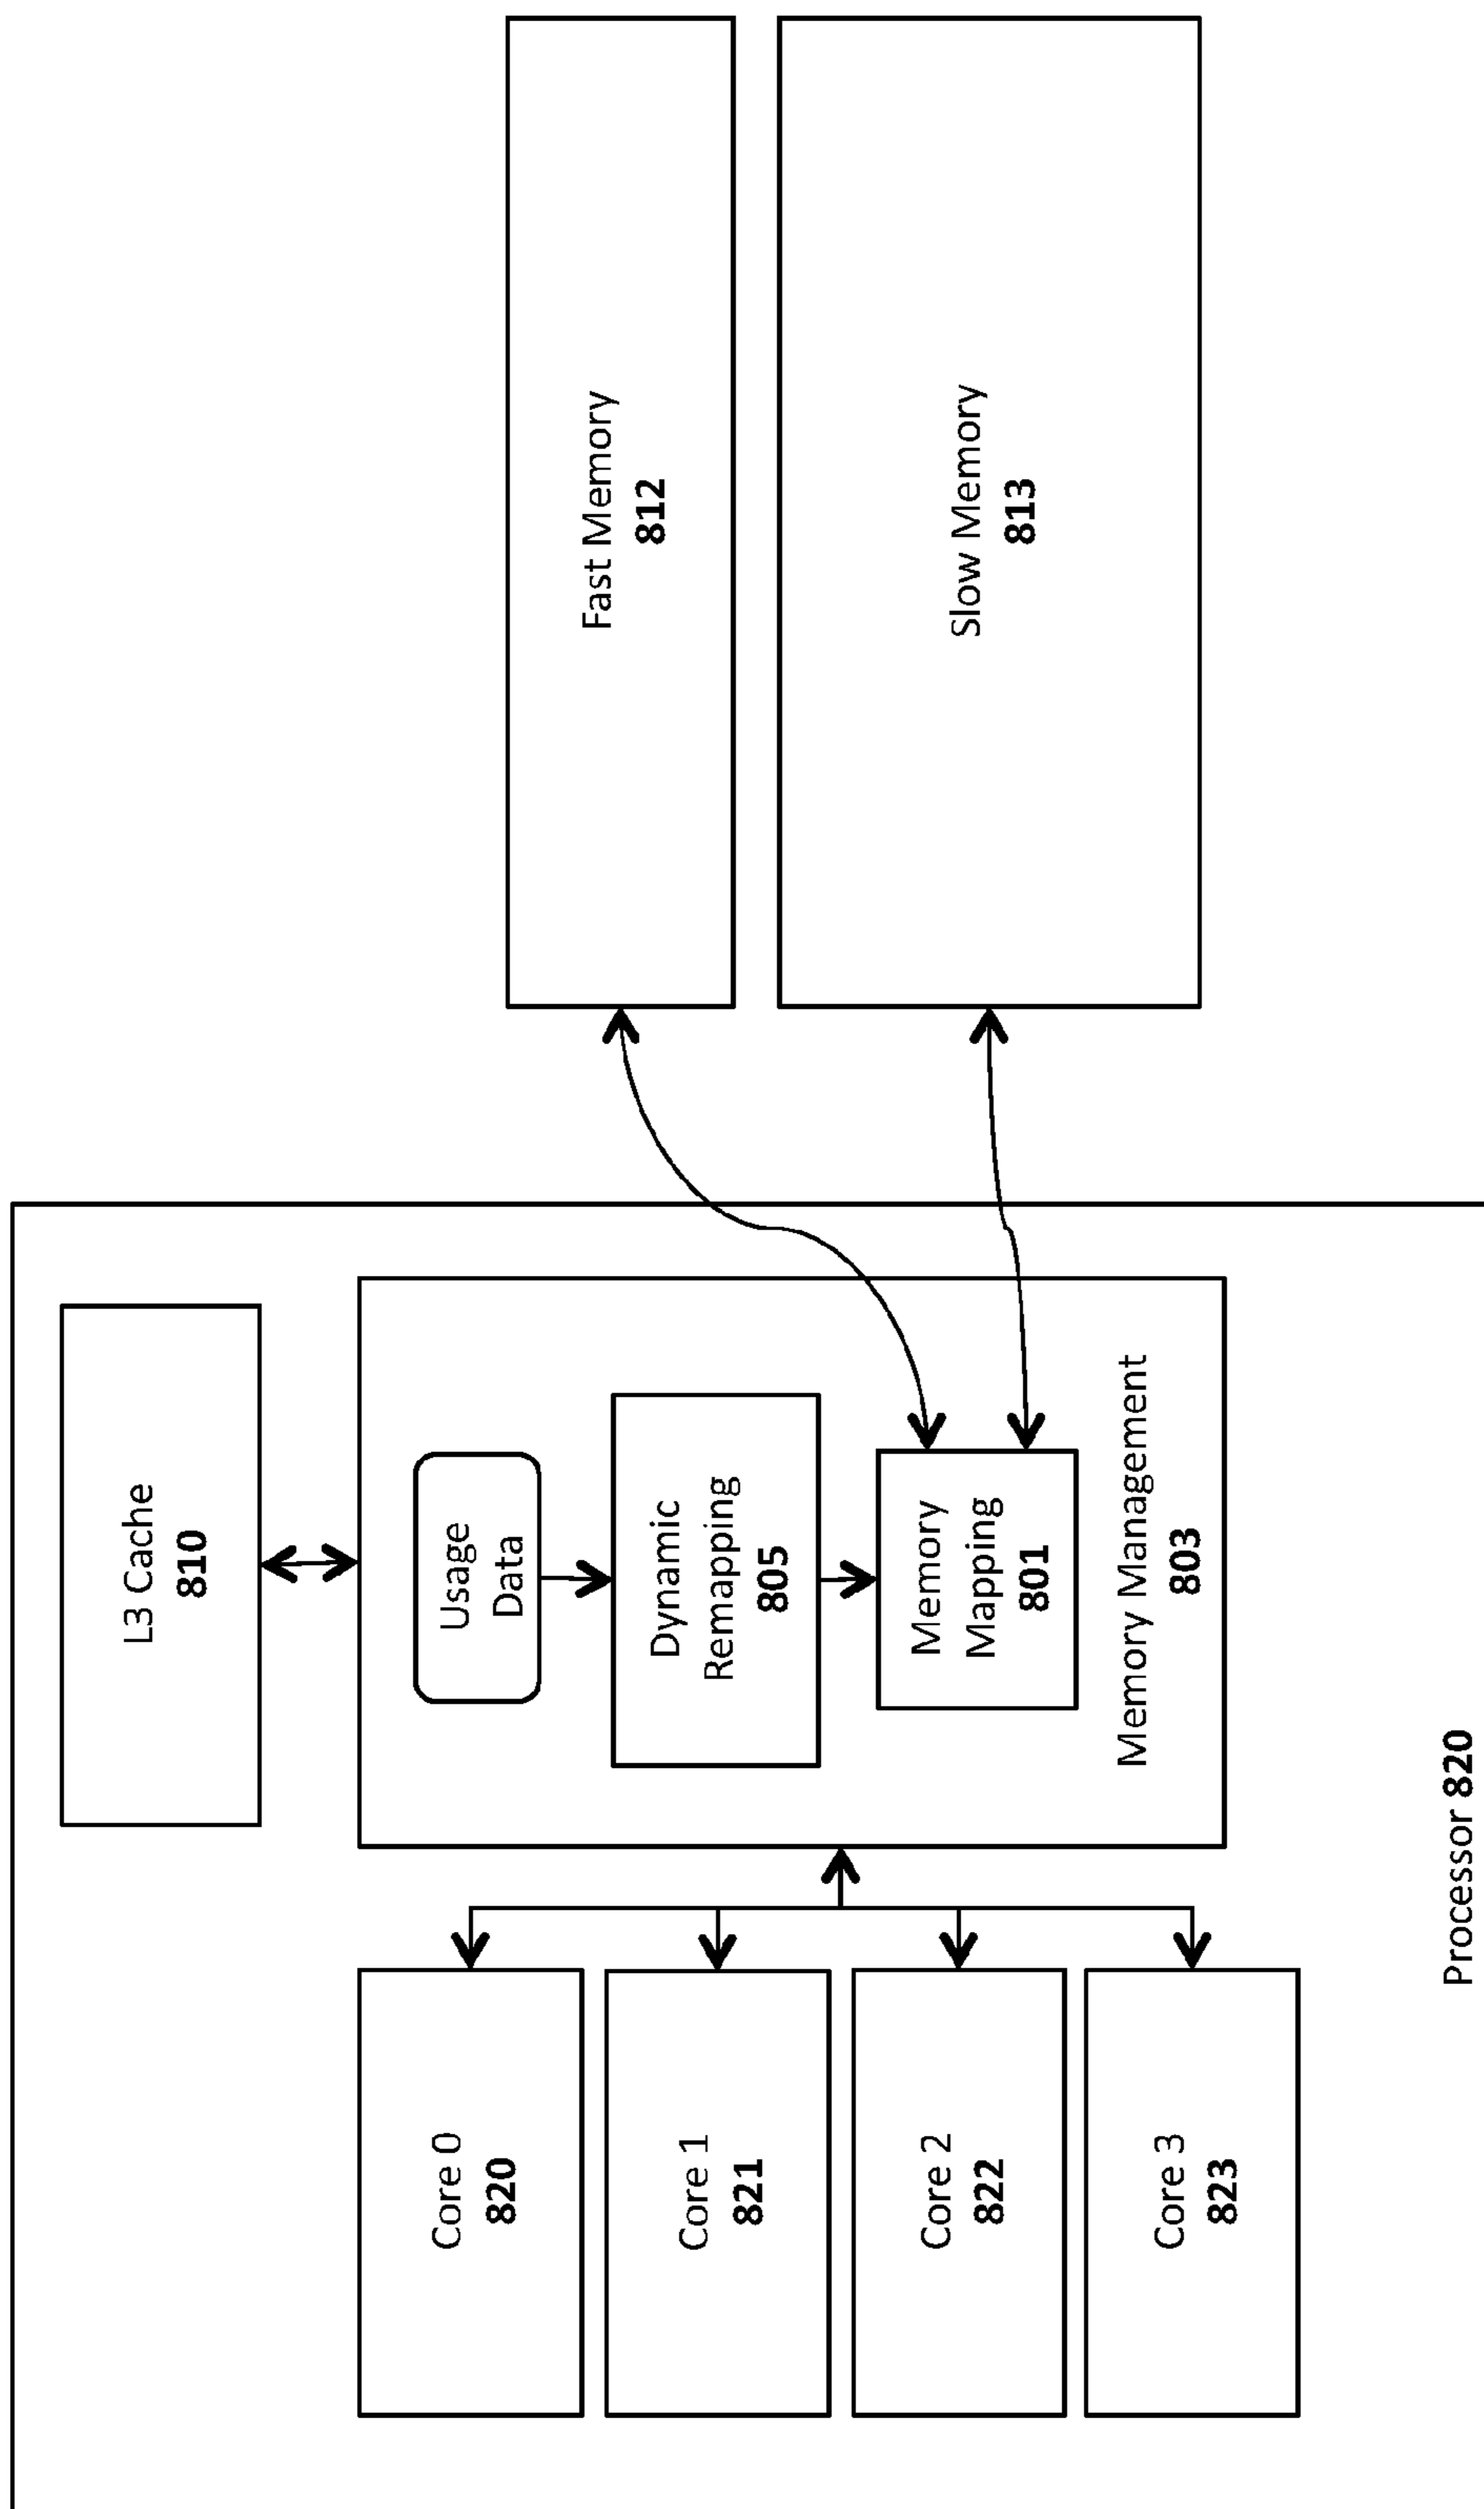 L3 Cache
810
Core 0
820
Core 1
821
Core 2
822
Core 3
823
Usage
Data
Dynamic
Remapping
805
Memory
Mapping
801
Memory Management
803
Fast Memory
812
Slow Memory
813
Processor 820